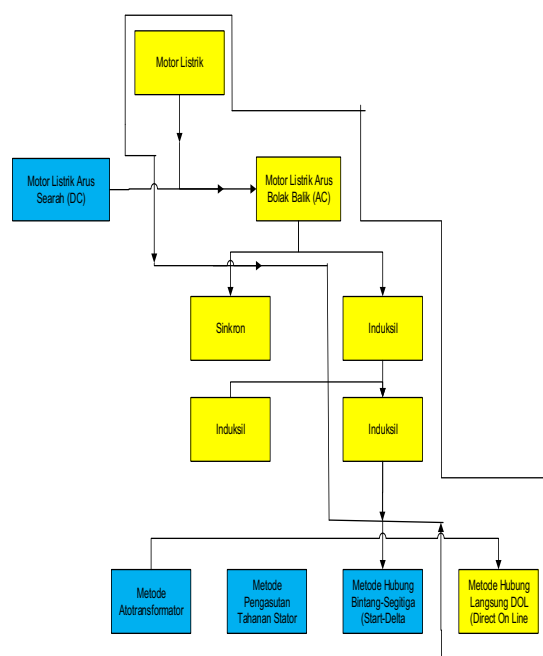 Motor Listrik
Motor Listrik Arus
Searah (DC)
Motor Listrik Arus
Bolak Balik (AC)
Sinkron
Induksil
Induksil
Induksil
Metode
Atotransformator
Metode
Pengasutan
Tahanan Stator
Metode Hubung
Bintang-Segitiga
(Start-Delta
Metode Hubung
Langsung DOL
(Direct On Line